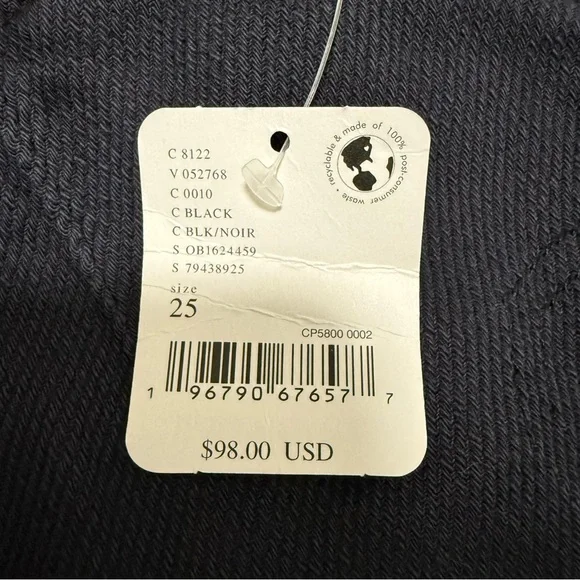 recyclable & made of 100% post-consumer waste •
C 8122
V 052768
C 0010
C BLACK
C BLK/NOIR
S OB1624459
S 79438925
size
25
CP5800 0002
1 96790 67657 7
$98.00 USD